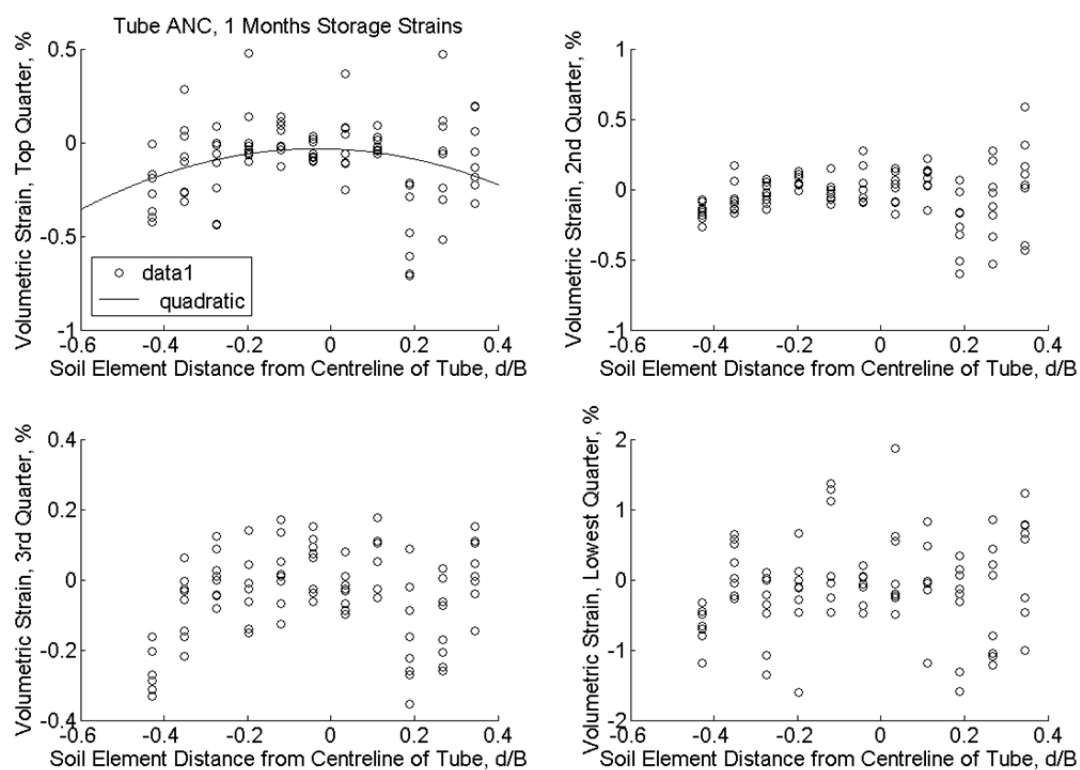 Tube ANC, 1 Months Storage Strains
Volumetric Strain, Top Quarter, %
0.5
0
-0.5
-1
data1
quadratic
-0.6 -0.4 -0.2 0 0.2 0.4
Soil Element Distance from Centreline of Tube, d/B
Volumetric Strain, 2nd Quarter, %
1
0.5
0
-0.5
-1
-0.6 -0.4 -0.2 0 0.2 0.4
Soil Element Distance from Centreline of Tube, d/B
Volumetric Strain, 3rd Quarter, %
0.4
0.2
0
-0.2
-0.4
-0.6 -0.4 -0.2 0 0.2 0.4
Soil Element Distance from Centreline of Tube, d/B
Volumetric Strain, Lowest Quarter, %
2
1
0
-1
-2
-0.6 -0.4 -0.2 0 0.2 0.4
Soil Element Distance from Centreline of Tube, d/B